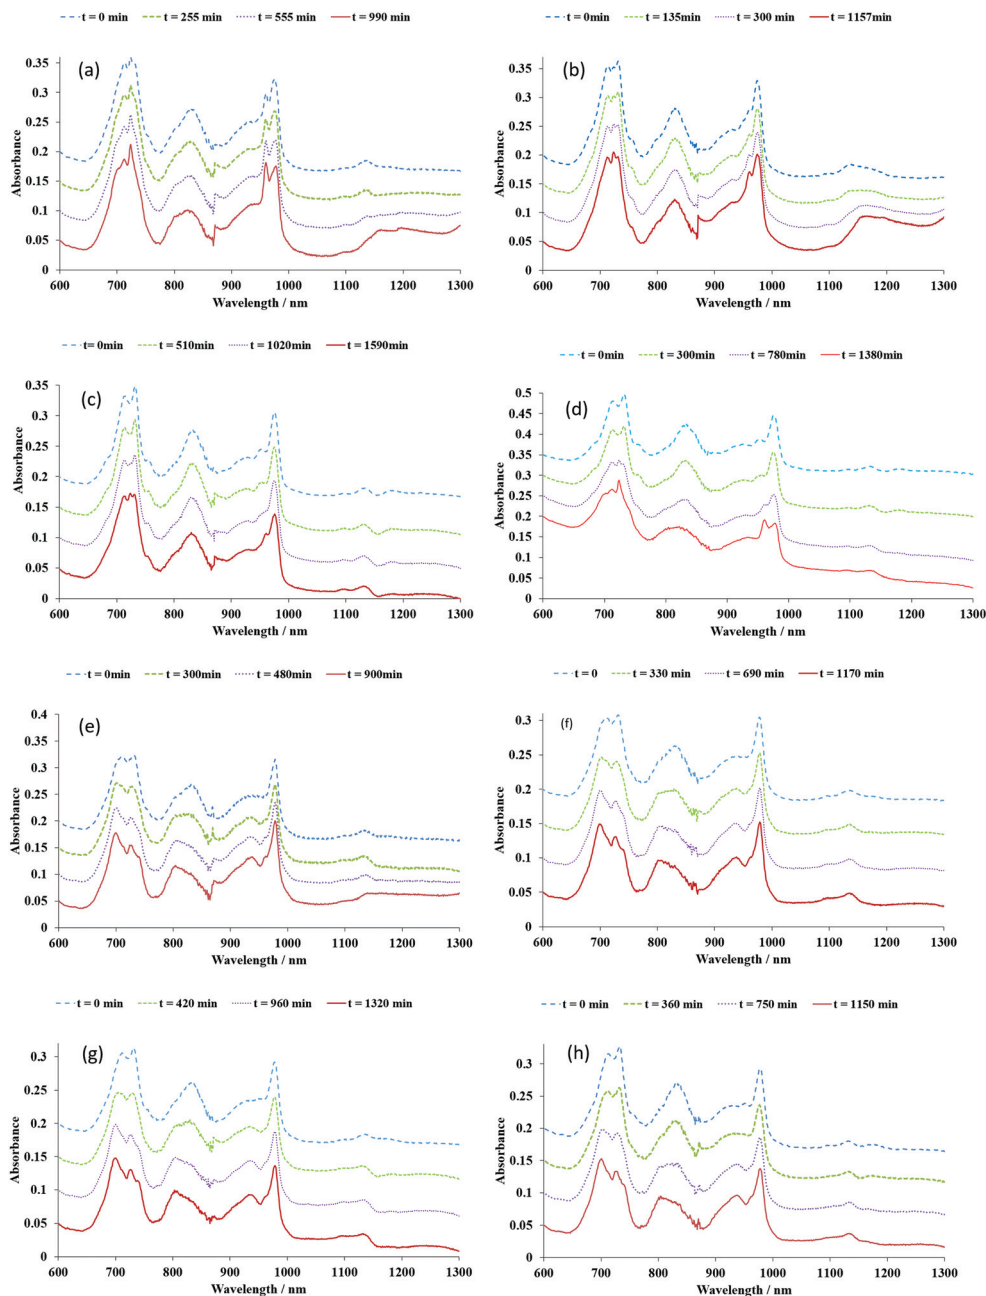 t = 0 min t = 255 min t = 555 min t = 990 min
(a)
Absorbance
0.35
0.3
0.25
0.2
0.15
0.1
0.05
0
600 700 800 900 1000 1100 1200 1300
Wavelength / nm
t = 0min t = 135min t = 300 min t = 1157min
(b)
Absorbance
0.35
0.3
0.25
0.2
0.15
0.1
0.05
0
600 700 800 900 1000 1100 1200 1300
Wavelength / nm
t= 0min t = 510min t = 1020min t = 1590min
(c)
Absorbance
0.35
0.3
0.25
0.2
0.15
0.1
0.05
0
600 700 800 900 1000 1100 1200 1300
Wavelength / nm
t = 0min t = 300min t = 780min t = 1380min
(d)
Absorbance
0.5
0.45
0.4
0.35
0.3
0.25
0.2
0.15
0.1
0.05
0
600 700 800 900 1000 1100 1200 1300
Wavelength / nm
t = 0min t = 300min t = 480min t = 900min
(e)
Absorbance
0.4
0.35
0.3
0.25
0.2
0.15
0.1
0.05
0
600 700 800 900 1000 1100 1200 1300
Wavelength / nm
t = 0 t = 330 min t = 690 min t = 1170 min
(f)
Absorbance
0.3
0.25
0.2
0.15
0.1
0.05
0
600 700 800 900 1000 1100 1200 1300
Wavelength / nm
t = 0 min t = 420 min t = 960 min t = 1320 min
(g)
Absorbance
0.3
0.25
0.2
0.15
0.1
0.05
0
600 700 800 900 1000 1100 1200 1300
Wavelength / nm
t = 0 min t = 360 min t = 750 min t = 1150 min
(h)
Absorbance
0.3
0.25
0.2
0.15
0.1
0.05
0
600 700 800 900 1000 1100 1200 1300
Wavelength / nm